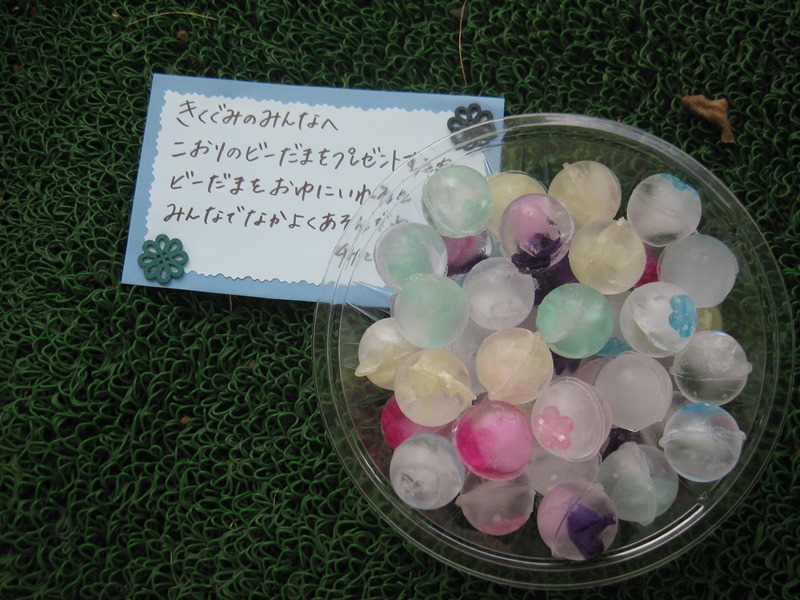 きくぐみのみんなへ
こおりのビーだまをプレゼント
ビーだまをおゆにいれ
みんなでなかよくあそ